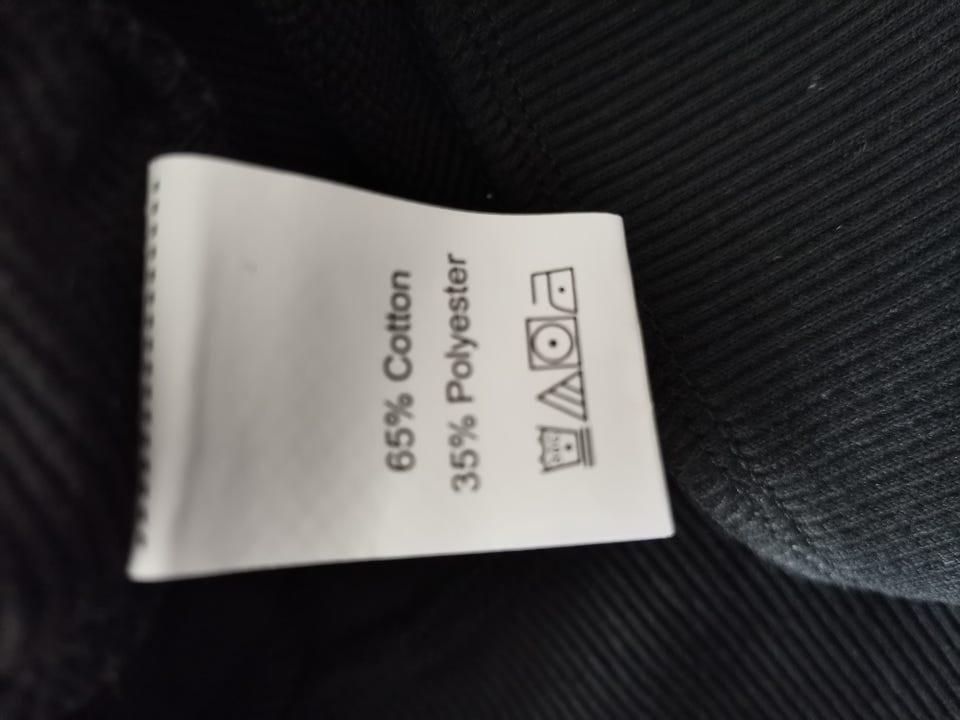 65% Cotton
35% Polyester